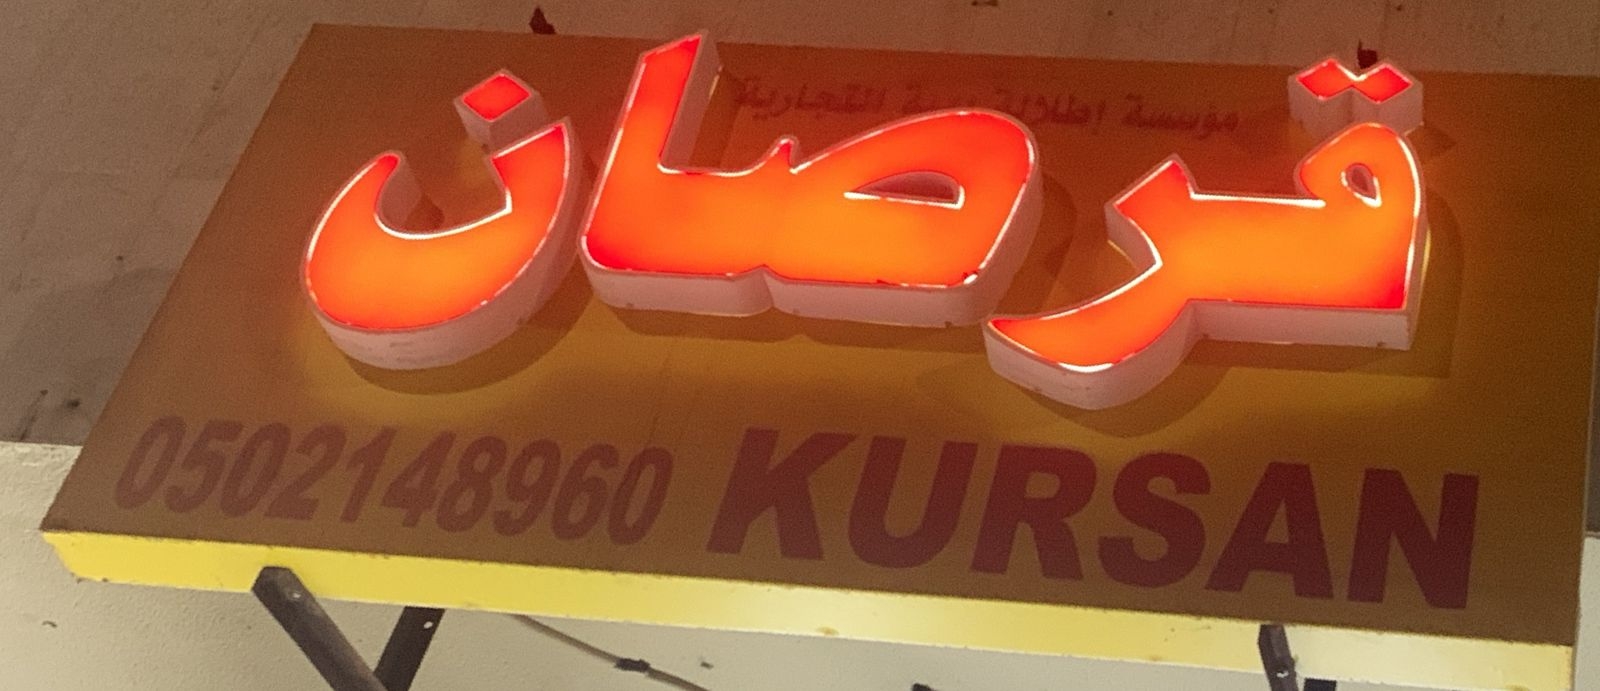 مؤسسة إطلالة التجارية
قرصان
0502148960 KURSAN